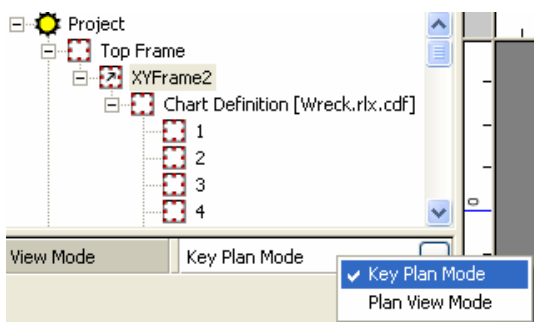 Project
Top Frame
XYFrame2
Chart Definition [Wreck.rlx.cdf]
1
2
3
4
0
View Mode
Key Plan Mode
Key Plan Mode
Plan View Mode